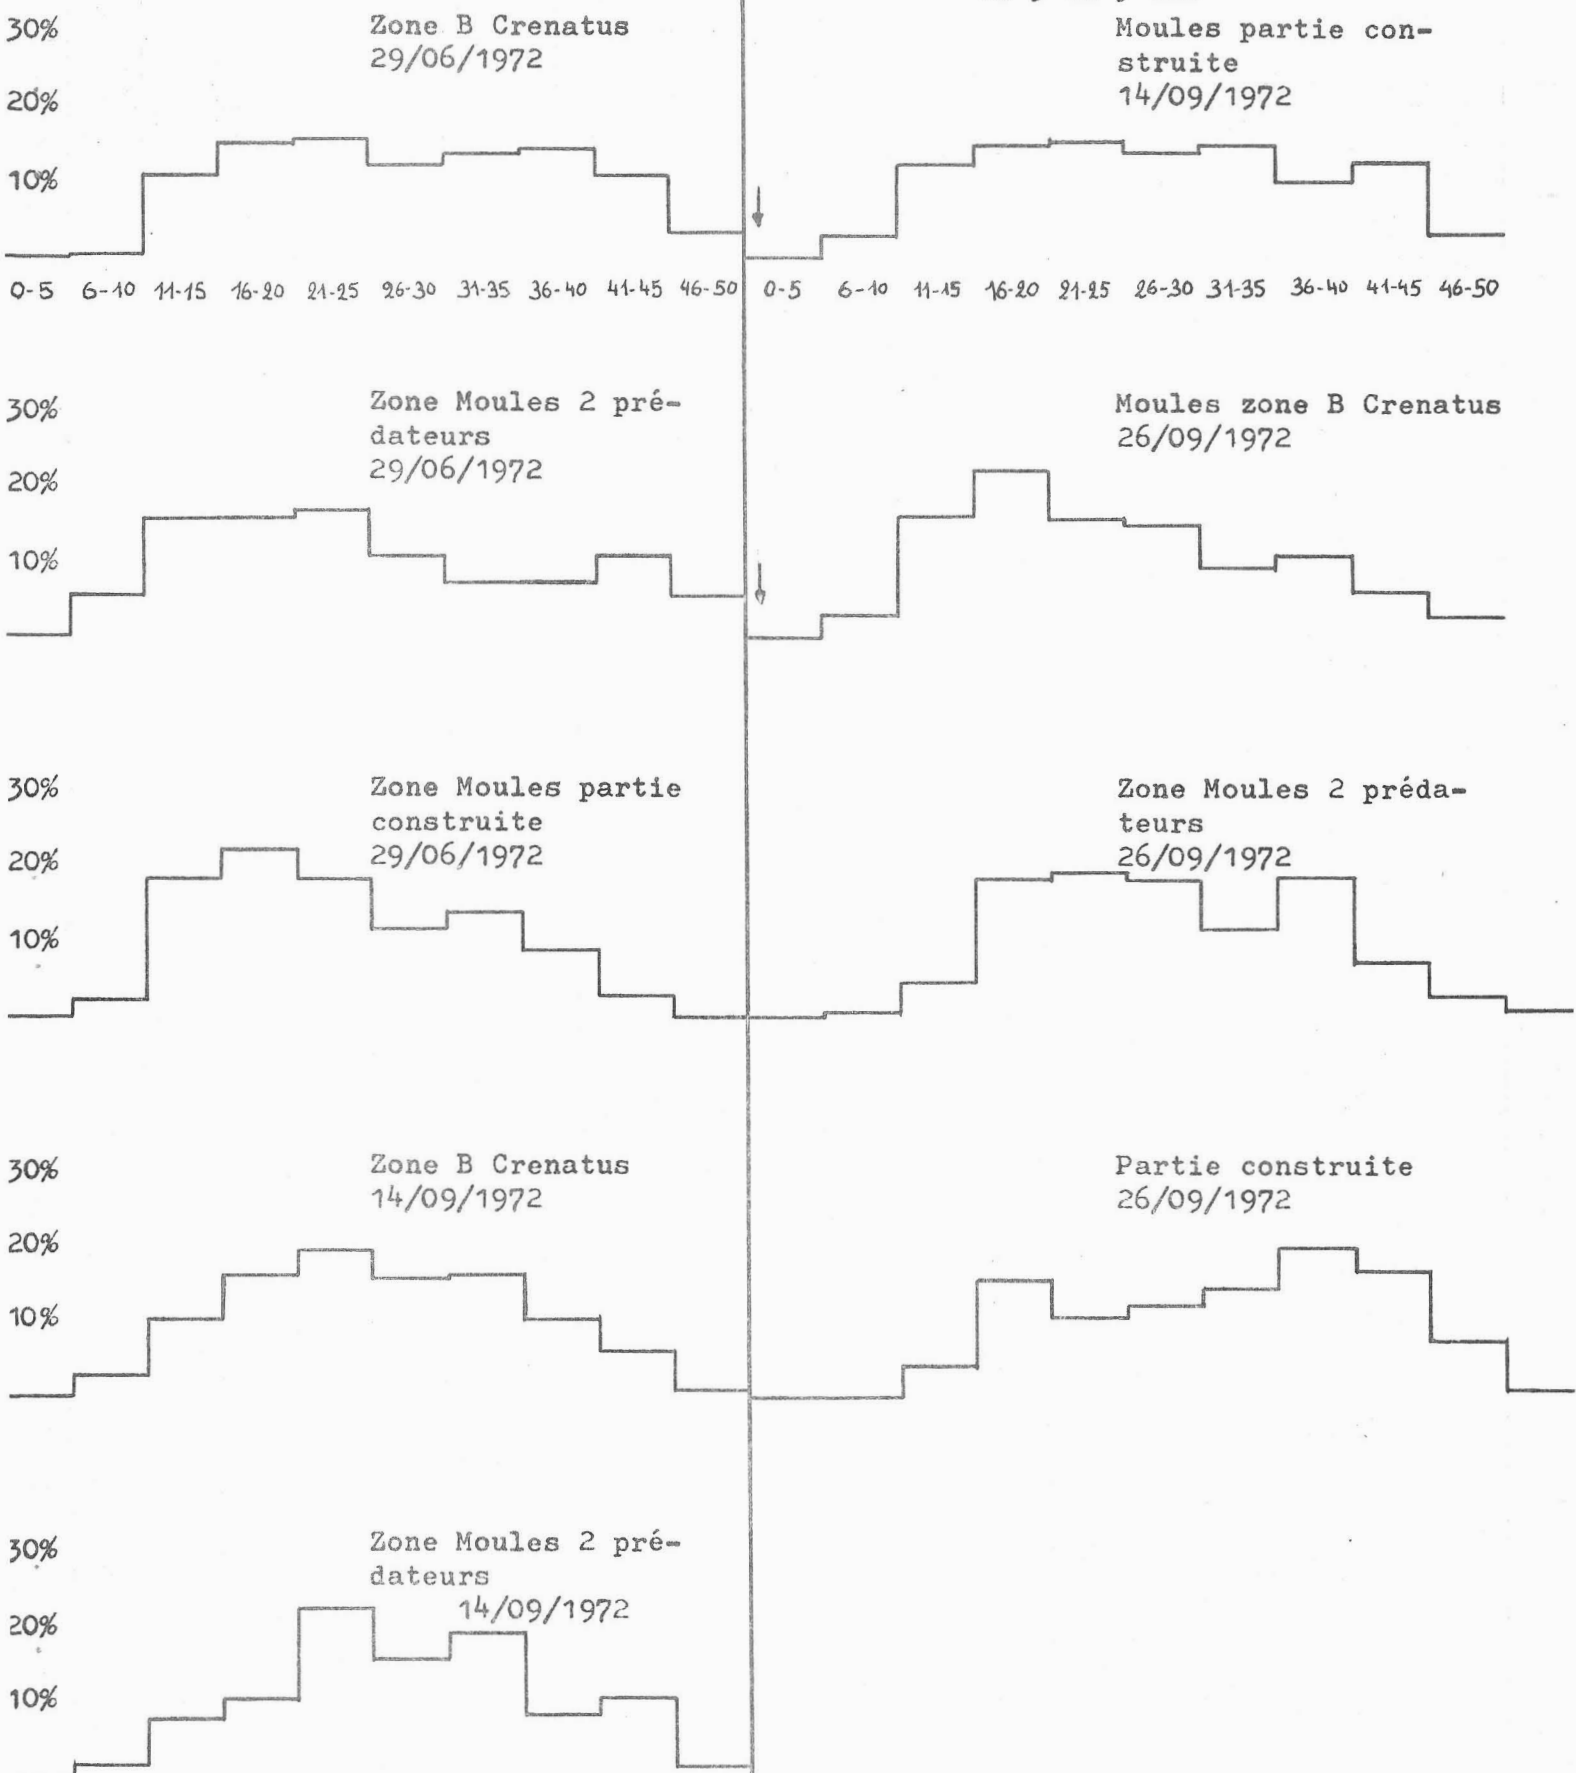 30%
Zone B Crenatus
29/06/1972
20%
10%
0-5 6-10 11-15 16-20 21-25 26-30 31-35 36-40 41-45 46-50
Moules partie con-
struite
14/09/1972
0-5 6-10 11-15 16-20 21-25 26-30 31-35 36-40 41-45 46-50
30%
Zone Moules 2 pré-
dateurs
29/06/1972
20%
10%
Moules zone B Crenatus
26/09/1972
30%
Zone Moules partie
construite
29/06/1972
20%
10%
Zone Moules 2 préda-
teurs
26/09/1972
30%
Zone B Crenatus
14/09/1972
20%
10%
Partie construite
26/09/1972
30%
Zone Moules 2 pré-
dateurs
14/09/1972
20%
10%